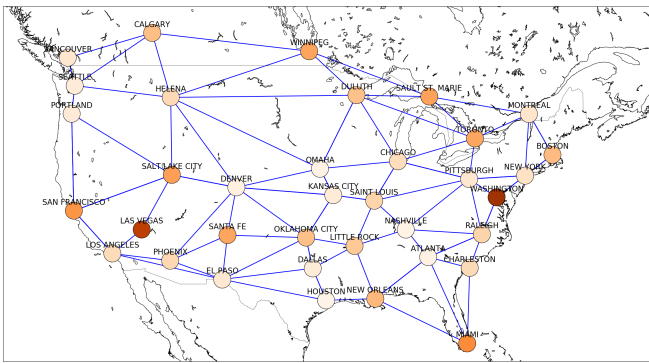 CALGARY
WINNIPEG
VANCOUVER
SEATTLE
HELENA
DULUTH
SAULT ST. MARIE
PORTLAND
MONTREAL
TORONTO
BOSTON
CHICAGO
OMAHA
SALT LAKE CITY
DENVER
PITTSBURGH
NEW YORK
KANSAS CITY
SAINT LOUIS
WASHINGTON
SAN FRANCISCO
LAS VEGAS
SANTA FE
OKLAHOMA CITY
NASHVILLE
RALEIGH
LITTLE ROCK
LOS ANGELES
PHOENIX
ATLANTA
DALLAS
CHARLESTON
EL PASO
HOUSTON
NEW ORLEANS
MIAMI